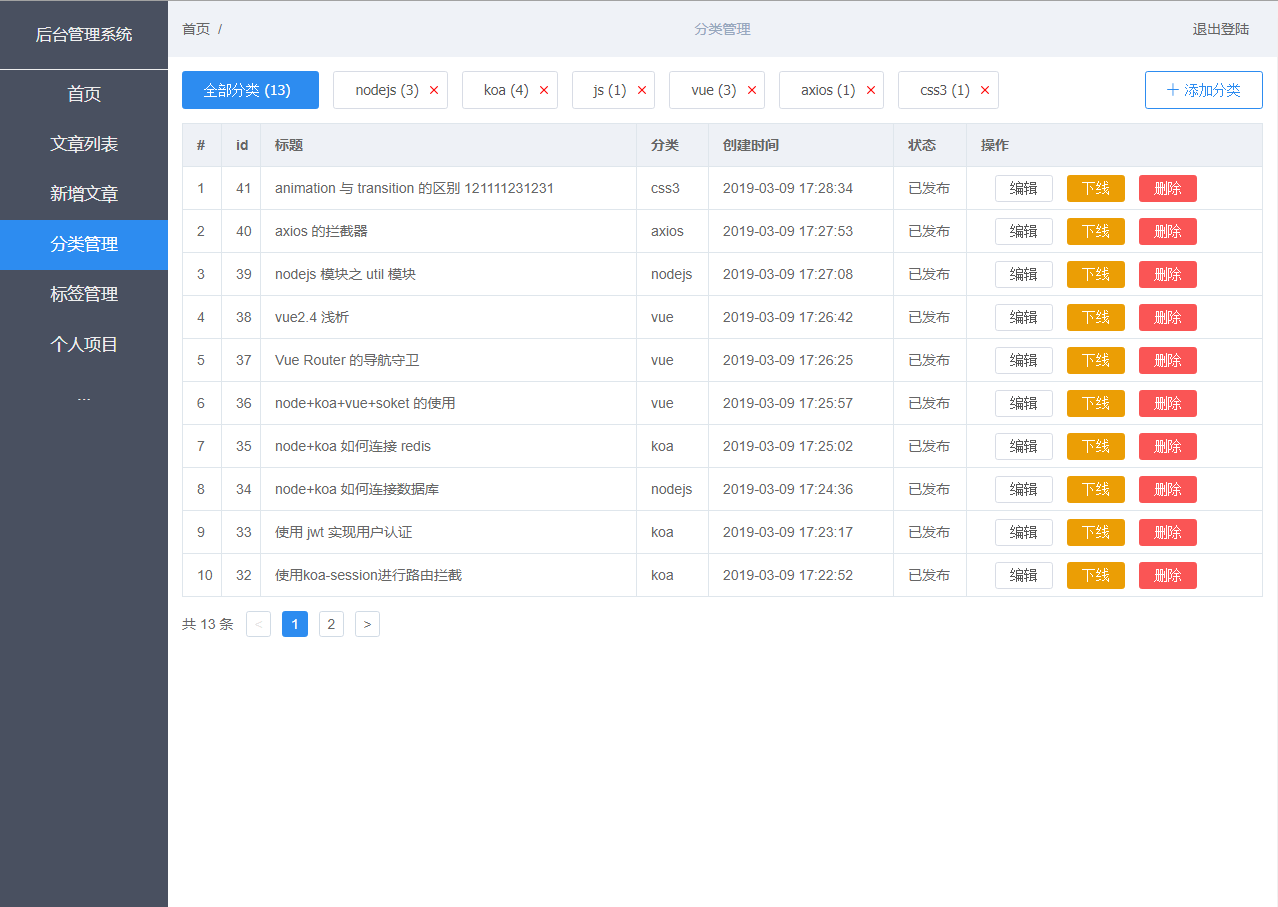 后台管理系统
首页
文章列表
新增文章
分类管理
标签管理
个人项目
...
首页 / 分类管理 退出登陆
全部分类 (13) nodejs (3) × koa (4) × js (1) × vue (3) × axios (1) × css3 (1) × + 添加分类
# id 标题 分类 创建时间 状态 操作
1 41 animation 与 transition 的区别 121111231231 css3 2019-03-09 17:28:34 已发布 编辑 下线 删除
2 40 axios 的拦截器 axios 2019-03-09 17:27:53 已发布 编辑 下线 删除
3 39 nodejs 模块之 util 模块 nodejs 2019-03-09 17:27:08 已发布 编辑 下线 删除
4 38 vue2.4 浅析 vue 2019-03-09 17:26:42 已发布 编辑 下线 删除
5 37 Vue Router 的导航守卫 vue 2019-03-09 17:26:25 已发布 编辑 下线 删除
6 36 node+koa+vue+soket 的使用 vue 2019-03-09 17:25:57 已发布 编辑 下线 删除
7 35 node+koa 如何连接 redis koa 2019-03-09 17:25:02 已发布 编辑 下线 删除
8 34 node+koa 如何连接数据库 nodejs 2019-03-09 17:24:36 已发布 编辑 下线 删除
9 33 使用 jwt 实现用户认证 koa 2019-03-09 17:23:17 已发布 编辑 下线 删除
10 32 使用koa-session进行路由拦截 koa 2019-03-09 17:22:52 已发布 编辑 下线 删除
共 13 条 < 1 2 >